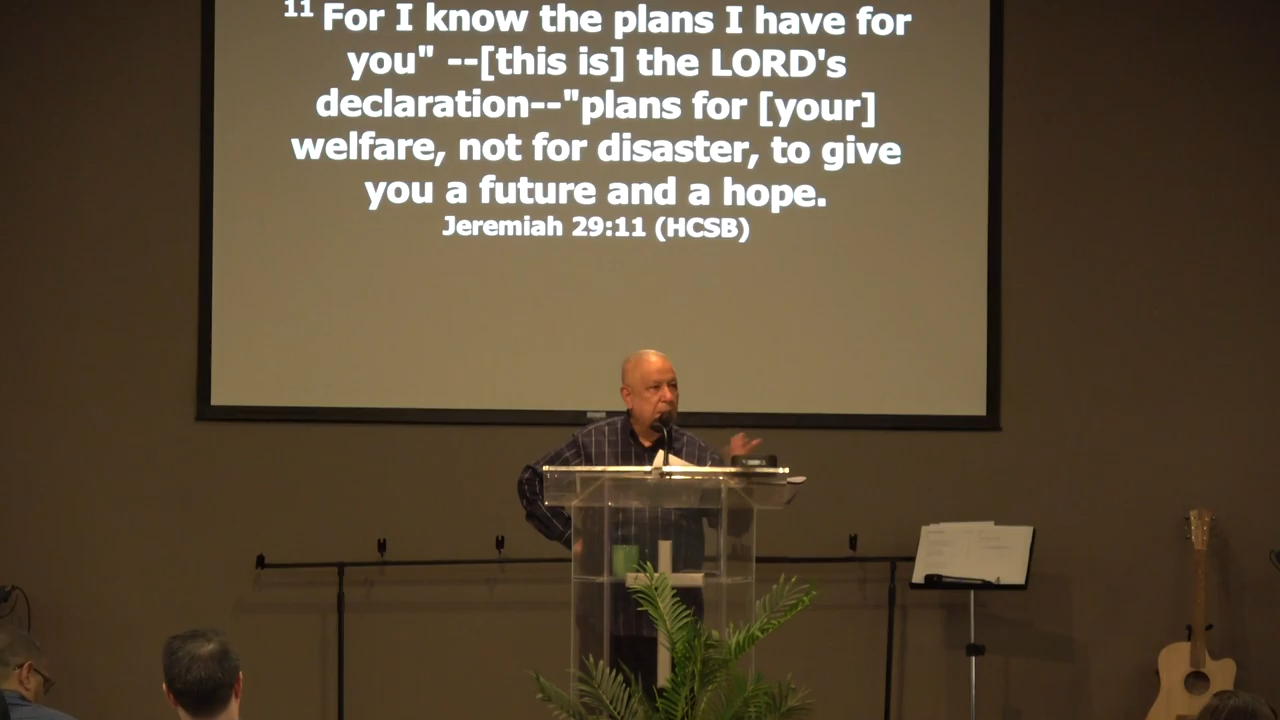 11 For I know the plans I have for
you" --[this is] the LORD's
declaration--"plans for [your]
welfare, not for disaster, to give
you a future and a hope.
Jeremiah 29:11 (HCSB)